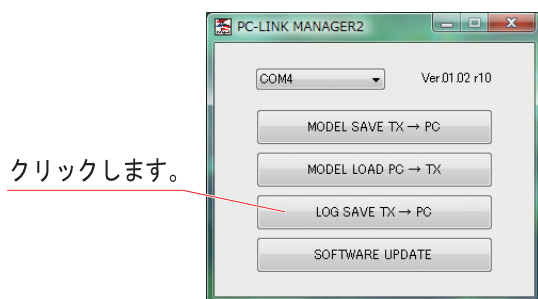 PC-LINK MANAGER2
COM4
Ver.01.02 r10
MODEL SAVE TX → PC
MODEL LOAD PC → TX
クリックします。
LOG SAVE TX → PC
SOFTWARE UPDATE